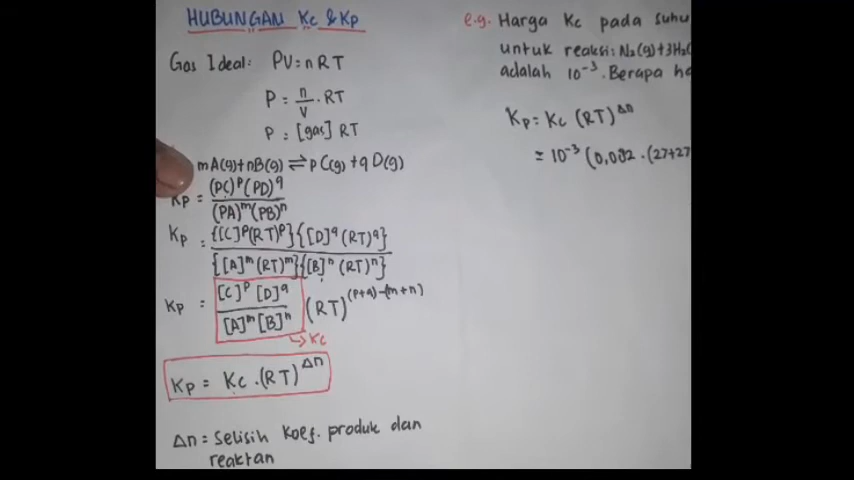 HUBUNGAN Kc & Kp
Gas Ideal: PV = nRT
P = n/V . RT
P = [gas] RT
mA(g)+nB(g) ⇌ pC(g)+qD(g)
Kp = (PC)^p (PD)^q / (PA)^m (PB)^n
Kp = {[C]^p (RT)^p}{[D]^q (RT)^q} / {[A]^m (RT)^m}{[B]^n (RT)^n}
Kp = [C]^p [D]^q / [A]^m [B]^n (RT)^(p+q)-(m+n)
→ Kc
Kp = Kc . (RT)^Δn
Δn = Selisih koef. produk dan
reaktan
e.g. Harga Kc pada suhu
untuk reaksi: N₂(g)+3H₂(
adalah 10⁻³. Berapa ha
Kp = Kc (RT)^Δn
= 10⁻³ (0,082 . (27+27